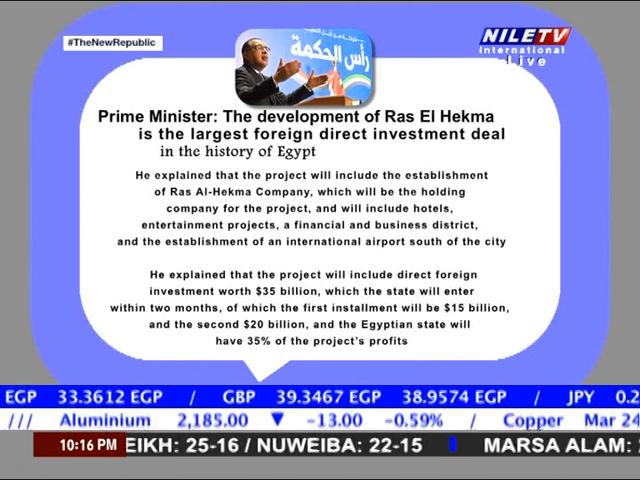 #TheNewRepublic
NILE TV
international
Live
رأس الحكمة
Prime Minister: The development of Ras El Hekma
is the largest foreign direct investment deal
in the history of Egypt
He explained that the project will include the establishment
of Ras Al-Hekma Company, which will be the holding
company for the project, and will include hotels,
entertainment projects, a financial and business district,
and the establishment of an international airport south of the city
He explained that the project will include direct foreign
investment worth $35 billion, which the state will enter
within two months, of which the first installment will be $15 billion,
and the second $20 billion, and the Egyptian state will
have 35% of the project's profits
EGP 33.3612 EGP / GBP 39.3467 EGP 38.9574 EGP / JPY 0.2
/// Aluminium 2,185.00 ▼ -13.00 -0.59% / Copper Mar 24
10:16 PM EIKH: 25-16 / NUWEIBA: 22-15 MARSA ALAM: